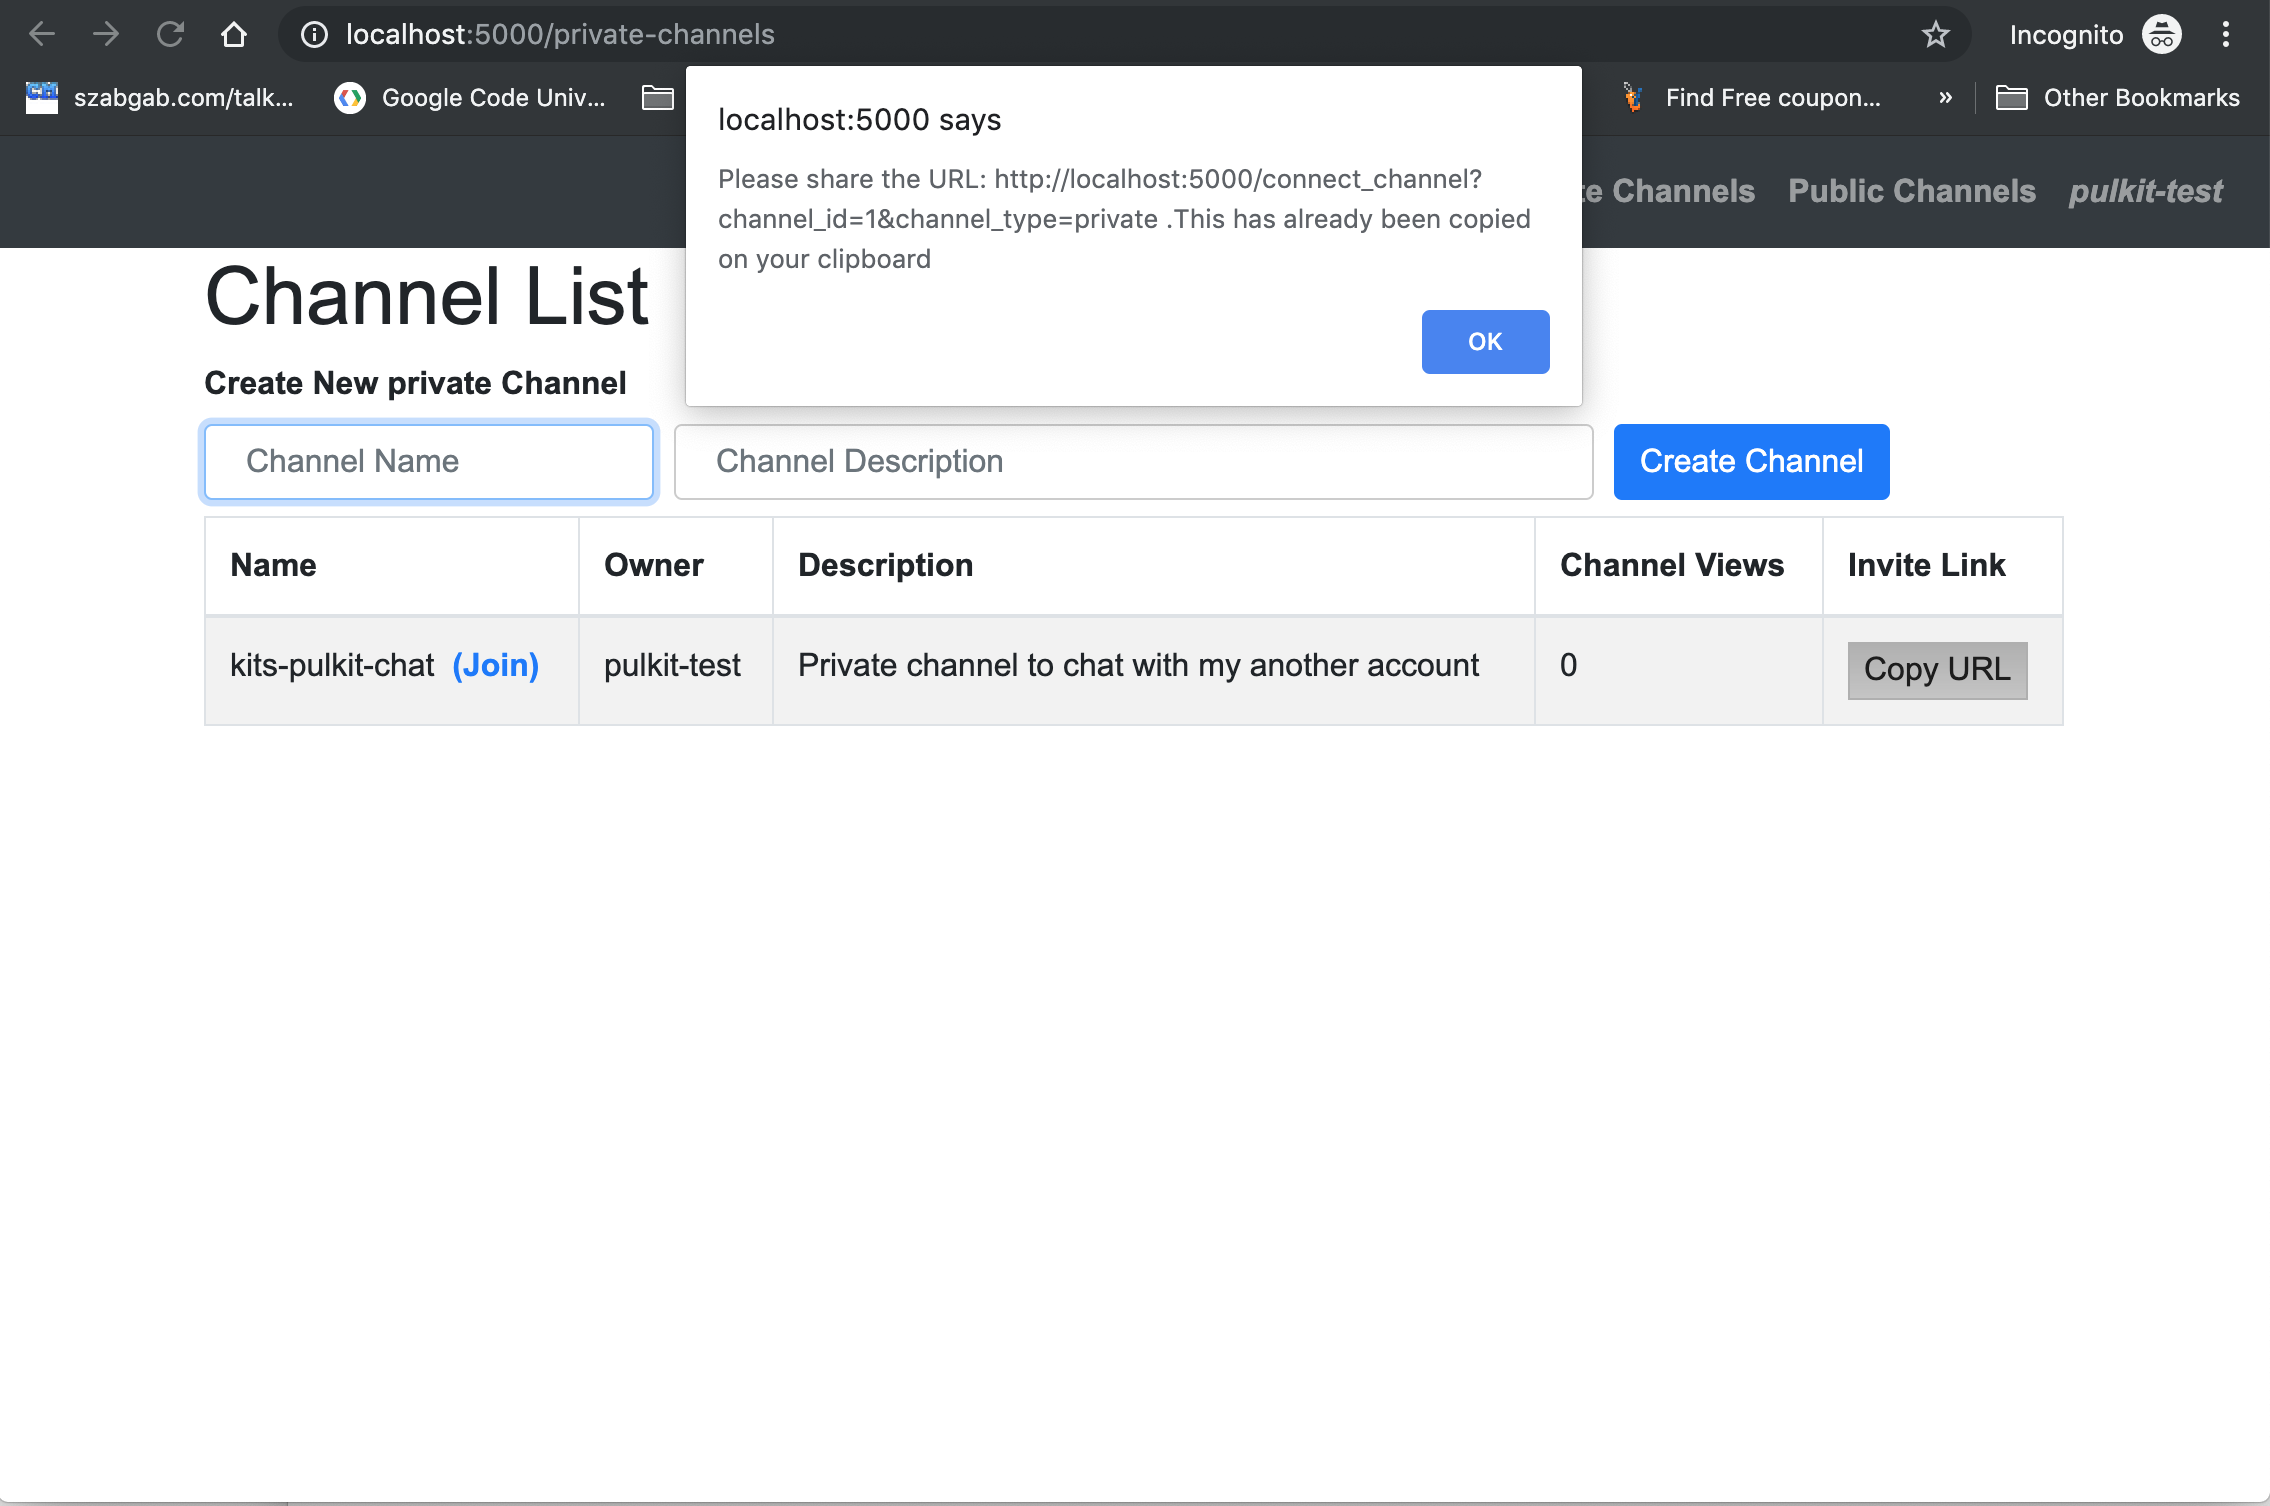 localhost:5000/private-channels
Incognito
szabgab.com/talk...
Google Code Univ...
Find Free coupon...
»
Other Bookmarks
localhost:5000 says
Please share the URL: http://localhost:5000/connect_channel?
channel_id=1&channel_type=private .This has already been copied
on your clipboard
OK
te Channels
Public Channels
pulkit-test
Channel List
Create New private Channel
Channel Name
Channel Description
Create Channel
Name
Owner
Description
Channel Views
Invite Link
kits-pulkit-chat (Join)
pulkit-test
Private channel to chat with my another account
0
Copy URL